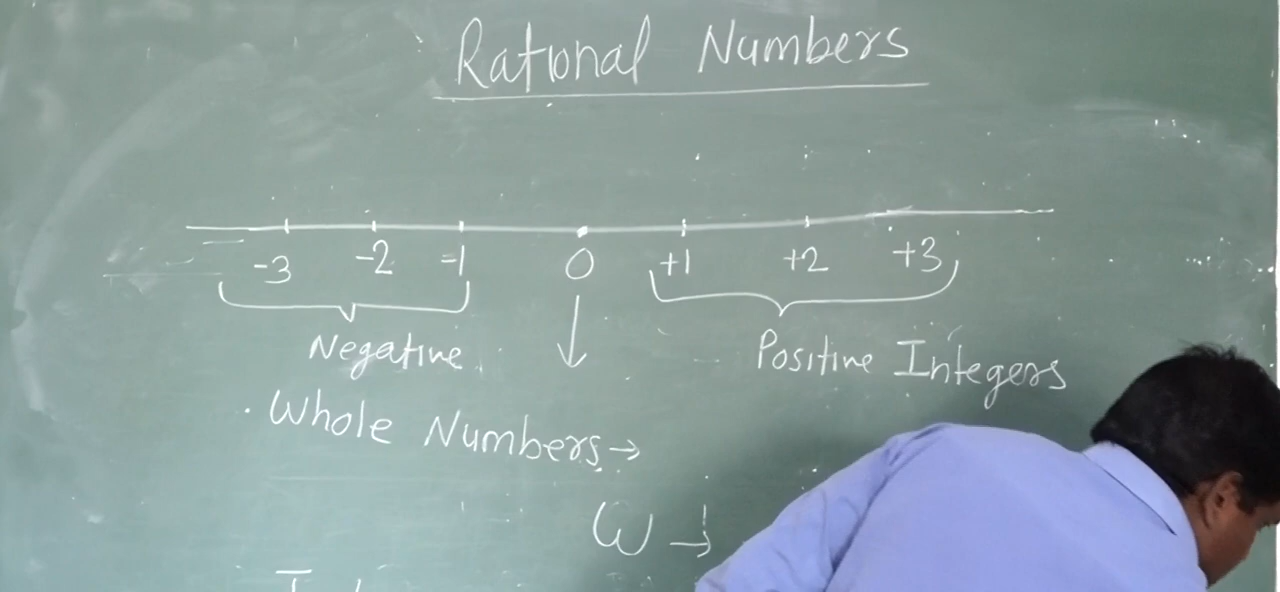 Rational Numbers
-3 -2 -1 0 +1 +2 +3
Negative Positive Integers
Whole Numbers →
W →